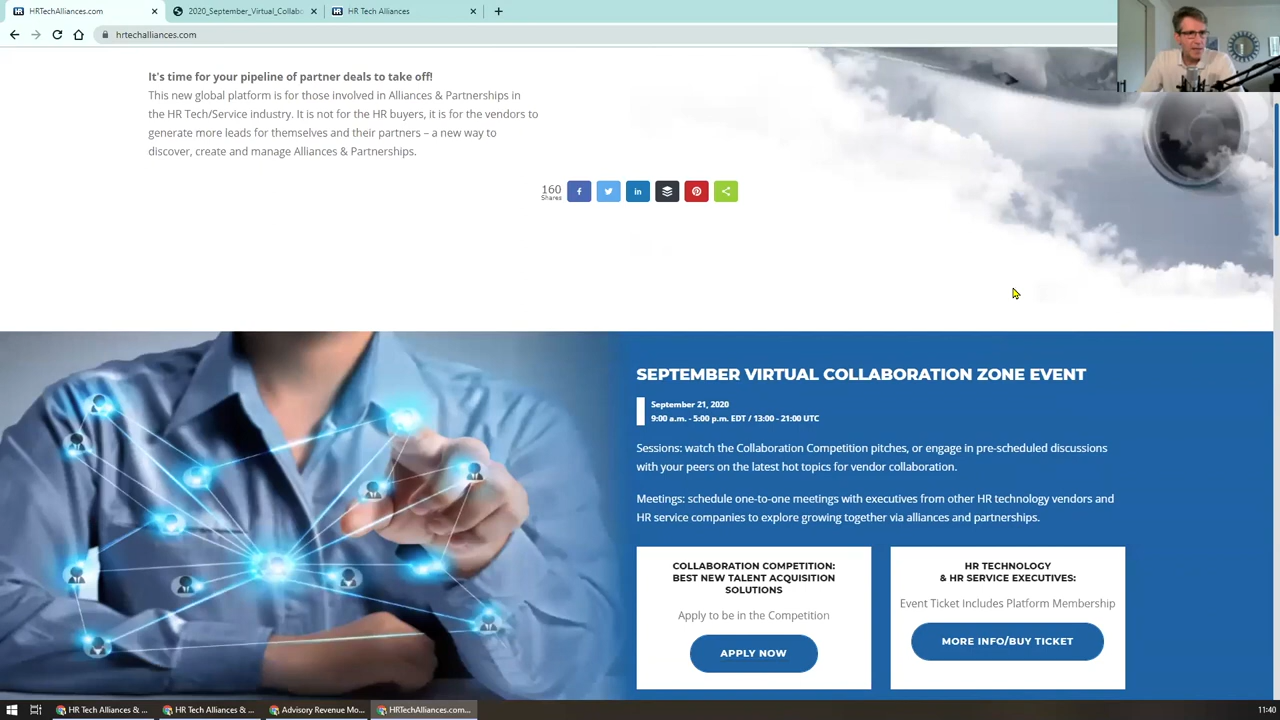 HRTechAlliances.com
2020_September_Virtual_Collabo
HR Tech Alliances
hrtechalliances.com
It's time for your pipeline of partner deals to take off!
This new global platform is for those involved in Alliances & Partnerships in
the HR Tech/Service industry. It is not for the HR buyers, it is for the vendors to
generate more leads for themselves and their partners – a new way to
discover, create and manage Alliances & Partnerships.
160
Shares
SEPTEMBER VIRTUAL COLLABORATION ZONE EVENT
September 21, 2020
9:00 a.m. - 5:00 p.m. EDT / 13:00 - 21:00 UTC
Sessions: watch the Collaboration Competition pitches, or engage in pre-scheduled discussions
with your peers on the latest hot topics for vendor collaboration.
Meetings: schedule one-to-one meetings with executives from other HR technology vendors and
HR service companies to explore growing together via alliances and partnerships.
COLLABORATION COMPETITION:
BEST NEW TALENT ACQUISITION
SOLUTIONS
Apply to be in the Competition
APPLY NOW
HR TECHNOLOGY
& HR SERVICE EXECUTIVES:
Event Ticket Includes Platform Membership
MORE INFO/BUY TICKET
HR Tech Alliances & ...
HR Tech Alliances & ...
Advisory Revenue Mo...
HRTechAlliances.com...
11:40